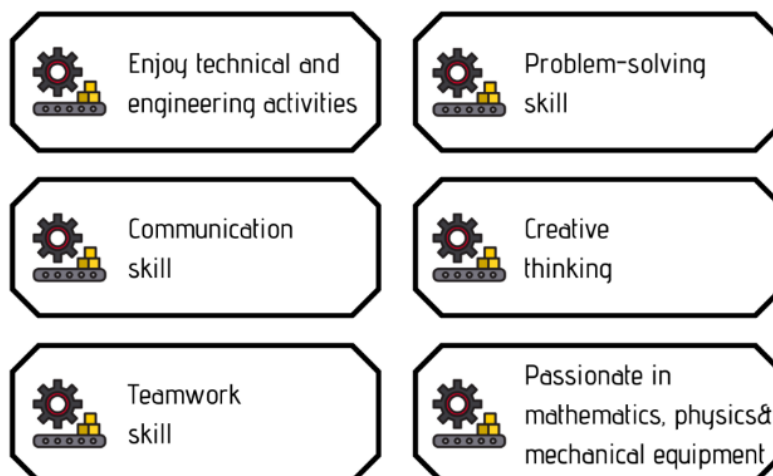 Enjoy technical and
engineering activities
Problem-solving
skill
Communication
skill
Creative
thinking
Teamwork
skill
Passionate in
mathematics, physics&
mechanical equipment